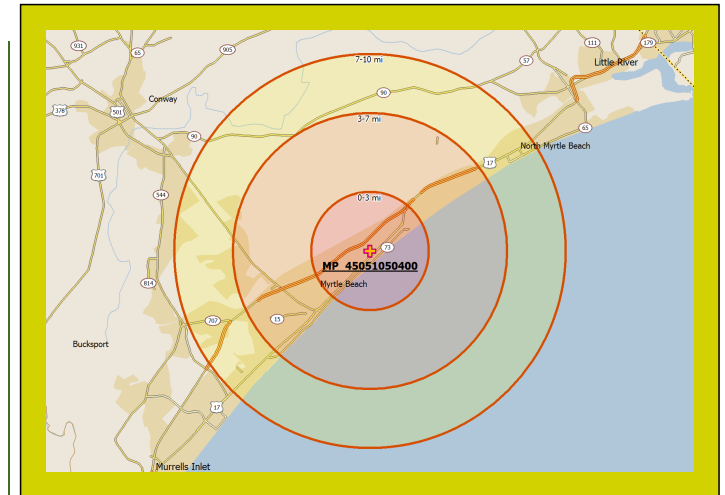 179
931
65
905
111
7-10 mi
57
Little River
90
Conway
378
501
3-7 mi
65
90
North Myrtle Beach
17
701
544
0-3 mi
73
MP 45051050400
814
Myrtle Beach
707
15
Bucksport
17
Murrells Inlet